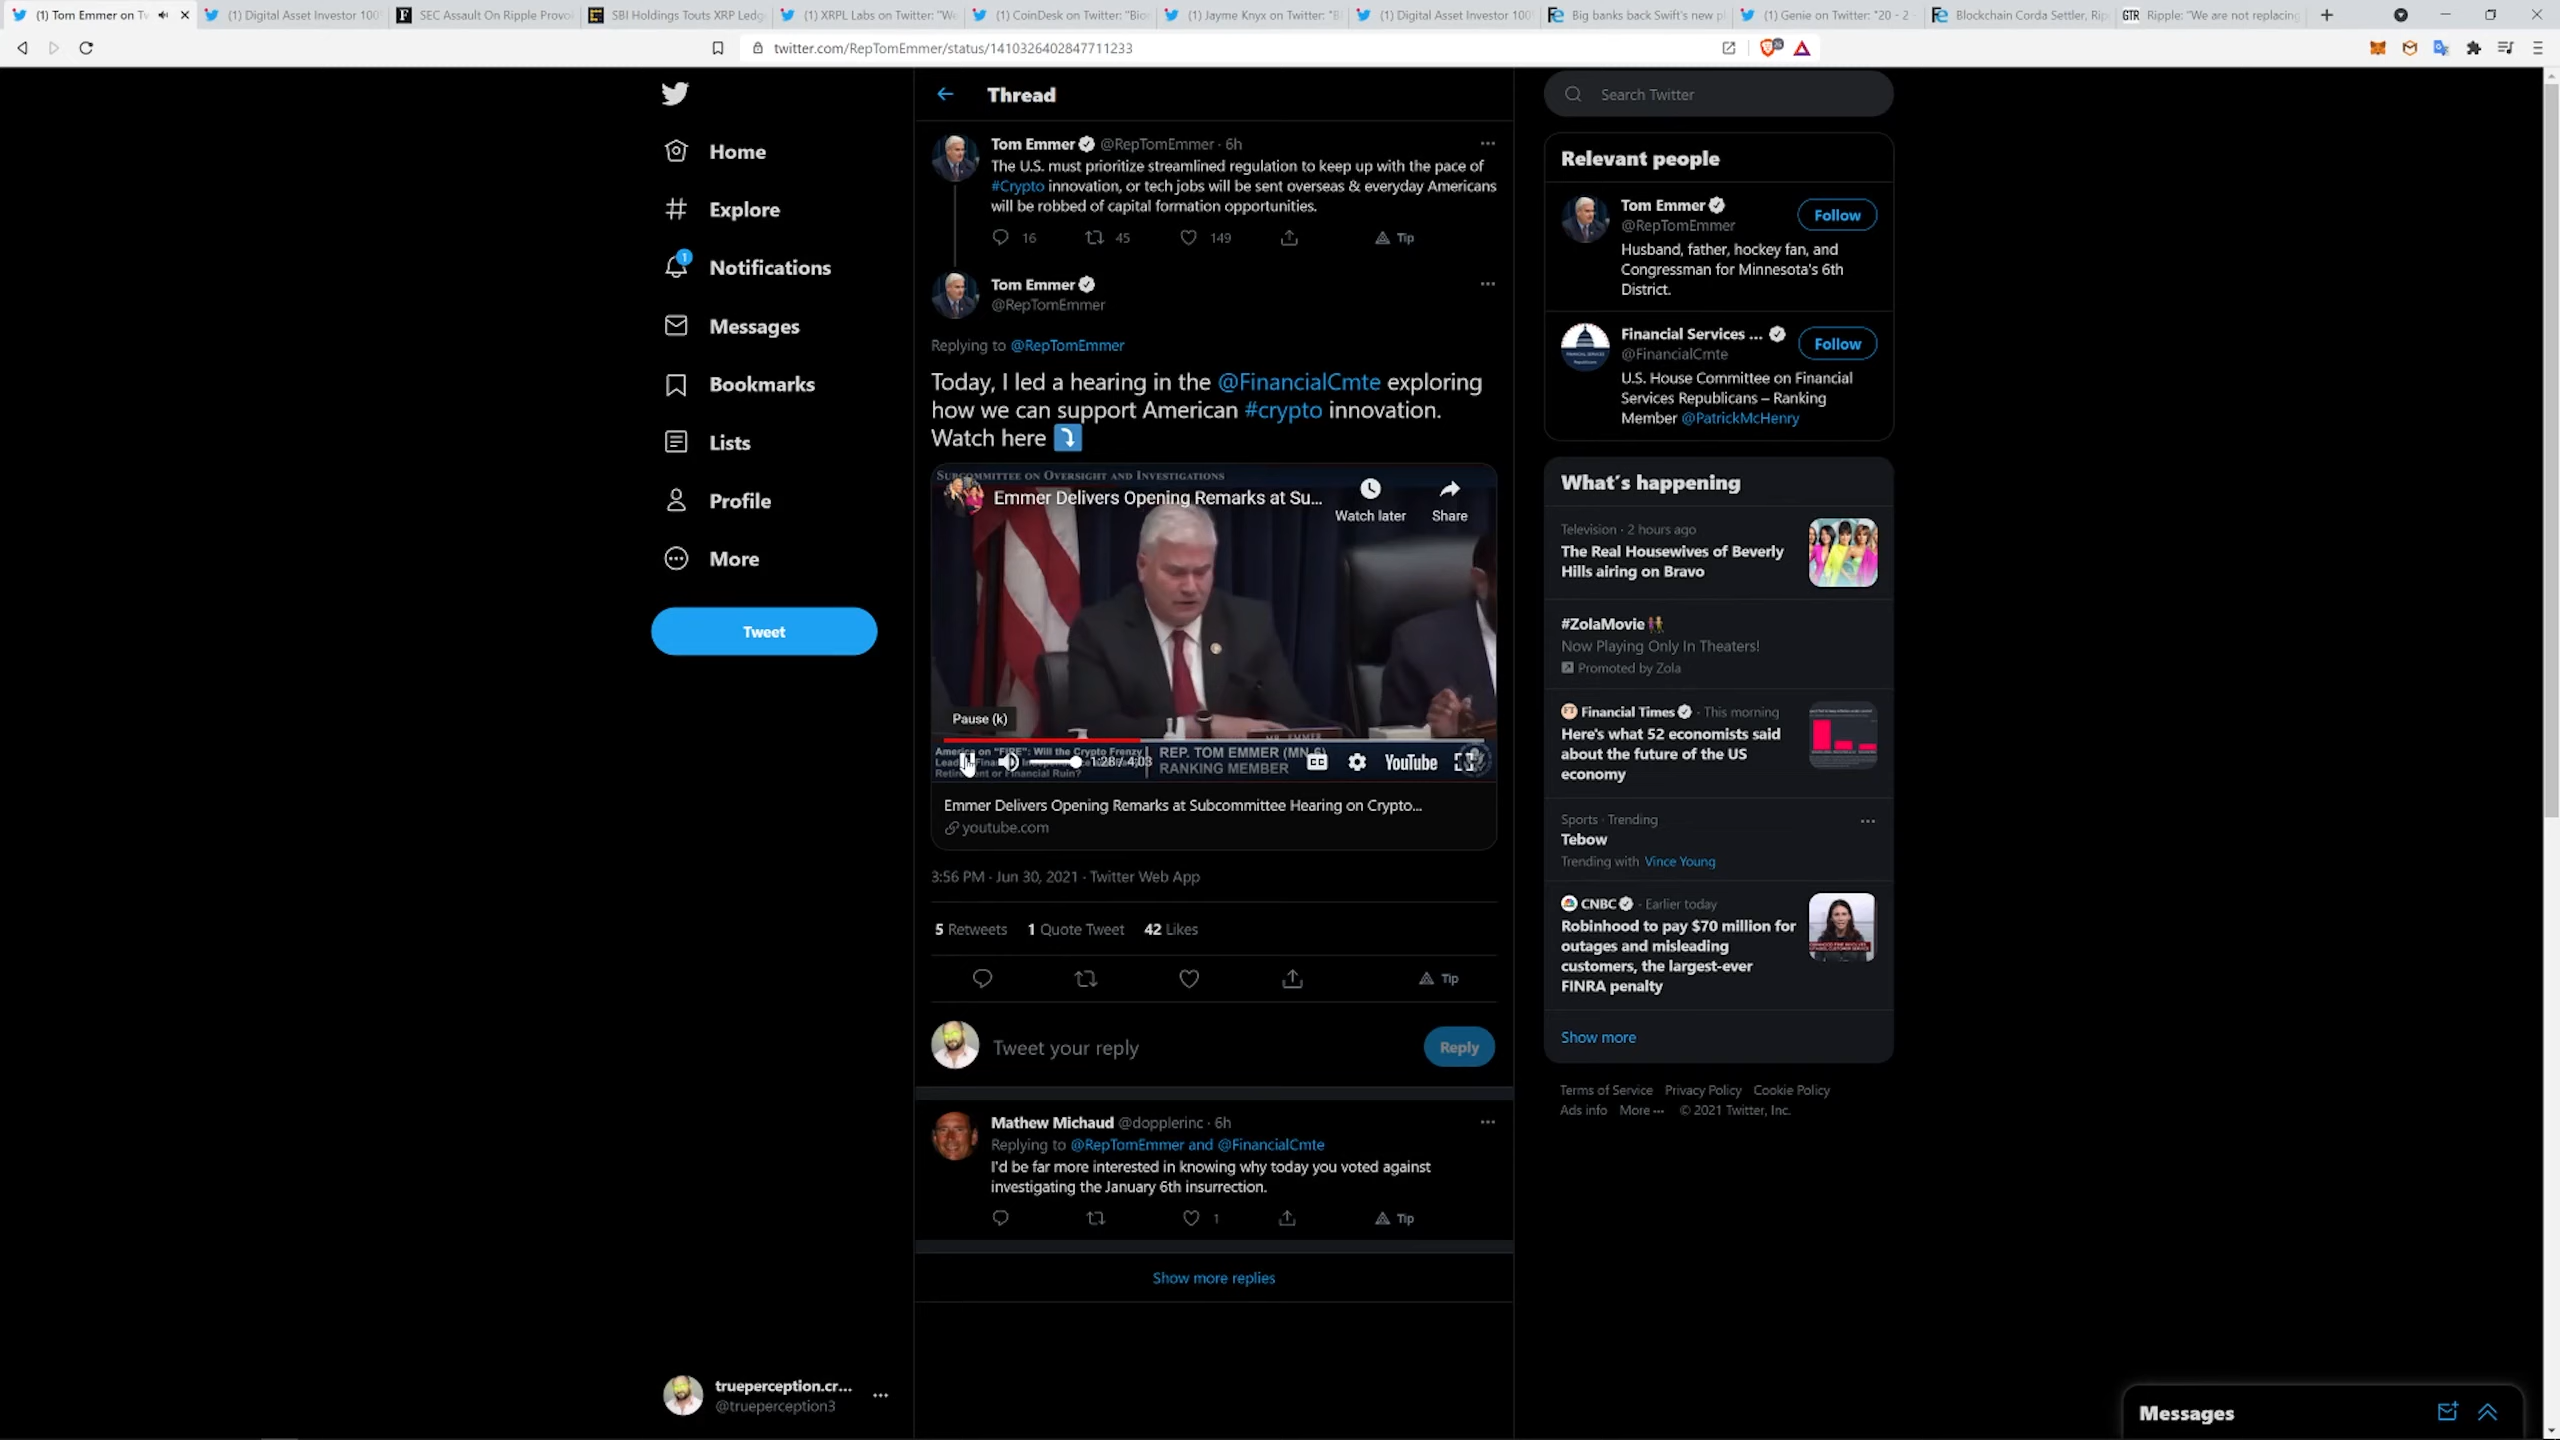 (1) Tom Emmer on Tw
(1) Digital Asset Investor 100
SEC Assault On Ripple Provo
SBI Holdings Touts XRP Ledg
(1) XRPL Labs on Twitter: "We
(1) CoinDesk on Twitter: "Bio
(1) Jayme Knyx on Twitter: "B
(1) Digital Asset Investor 100
Big banks back Swift's new pl
(1) Genie on Twitter: "20 - 2
Blockchain Corda Settler, Rip
GTR Ripple: "We are not replacing
twitter.com/RepTomEmmer/status/1410326402847711233
Home
Explore
1
Notifications
Messages
Bookmarks
Lists
Profile
More
Tweet
trueperception.cr...
@trueperception3
Thread
Tom Emmer @RepTomEmmer · 6h
The U.S. must prioritize streamlined regulation to keep up with the pace of
#Crypto innovation, or tech jobs will be sent overseas & everyday Americans
will be robbed of capital formation opportunities.
16 45 149 Tip
Tom Emmer
@RepTomEmmer
Replying to @RepTomEmmer
Today, I led a hearing in the @FinancialCmte exploring
how we can support American #crypto innovation.
Watch here
SUBCOMMITTEE ON OVERSIGHT AND INVESTIGATIONS
Emmer Delivers Opening Remarks at Su...
Watch later
Share
Pause (k)
MR. EMMER
America on "FIRE": Will the Crypto Frenzy
Retirement or Financial Ruin?
1:28 / 4:03
REP. TOM EMMER (MN-6)
RANKING MEMBER
CC
YouTube
Emmer Delivers Opening Remarks at Subcommittee Hearing on Crypto...
youtube.com
3:56 PM · Jun 30, 2021 · Twitter Web App
5 Retweets 1 Quote Tweet 42 Likes
Tip
Tweet your reply
Reply
Mathew Michaud @dopplerinc · 6h
Replying to @RepTomEmmer and @FinancialCmte
I'd be far more interested in knowing why today you voted against
investigating the January 6th insurrection.
1 Tip
Show more replies
Search Twitter
Relevant people
Tom Emmer
@RepTomEmmer
Follow
Husband, father, hockey fan, and
Congressman for Minnesota's 6th
District.
Financial Services ...
@FinancialCmte
Follow
U.S. House Committee on Financial
Services Republicans – Ranking
Member @PatrickMcHenry
What's happening
Television · 2 hours ago
The Real Housewives of Beverly
Hills airing on Bravo
#ZolaMovie
Now Playing Only In Theaters!
Promoted by Zola
Financial Times · This morning
Here's what 52 economists said
about the future of the US
economy
Sports · Trending
Tebow
Trending with Vince Young
CNBC · Earlier today
Robinhood to pay $70 million for
outages and misleading
customers, the largest-ever
FINRA penalty
Show more
Terms of Service Privacy Policy Cookie Policy
Ads info More ··· © 2021 Twitter, Inc.
Messages